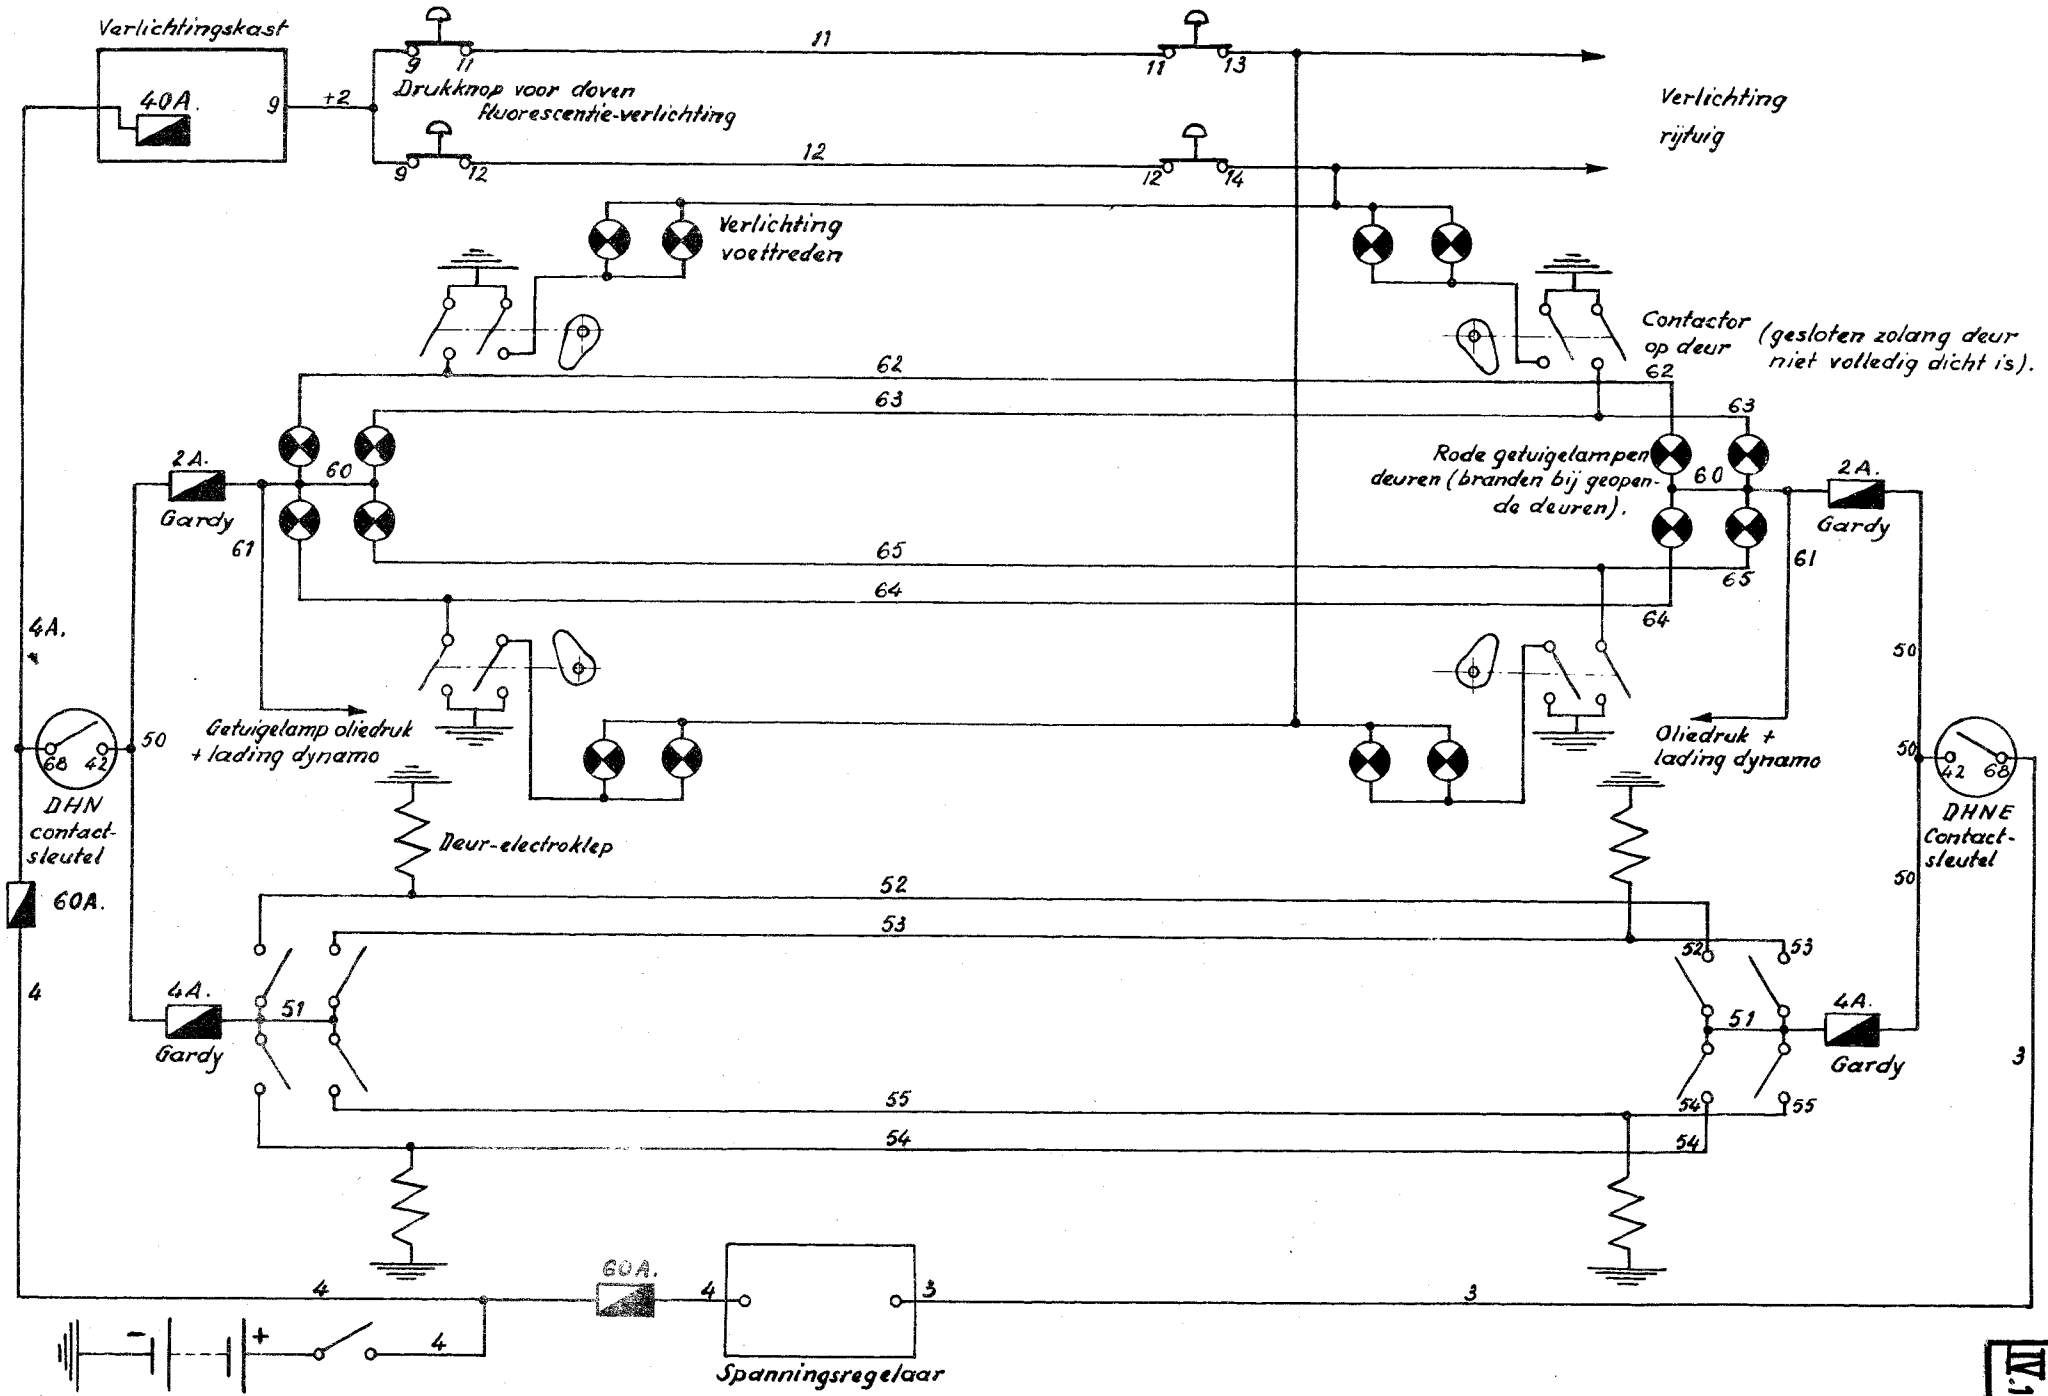 Verlichtingskast
40A.
9
+2
9 11
11
11 13
Drukknop voor doven
fluorescentie-verlichting
Verlichting
rijtuig
9 12
12
12 14
Verlichting
voettreden
Contactor (gesloten zolang deur
op deur niet volledig dicht is).
62
62
63
63
2A.
Gardy
60
61
Rode getuigelampen
deuren (branden bij geopen-
de deuren).
60
2A.
Gardy
61
65
65
64
64
4A.
50
50
Getuigelamp oliedruk
+ lading dynamo
Oliedruk +
lading dynamo
68 42
DHN
contact-
sleutel
50
42 68
DHNE
Contact-
sleutel
50
Deur-electroklep
60A.
52
53
52
53
4
4A.
Gardy
51
51
4A.
Gardy
3
55
54
55
54
54
60A.
4
4
3
3
- +
4
Spanningsregelaar
IV.1